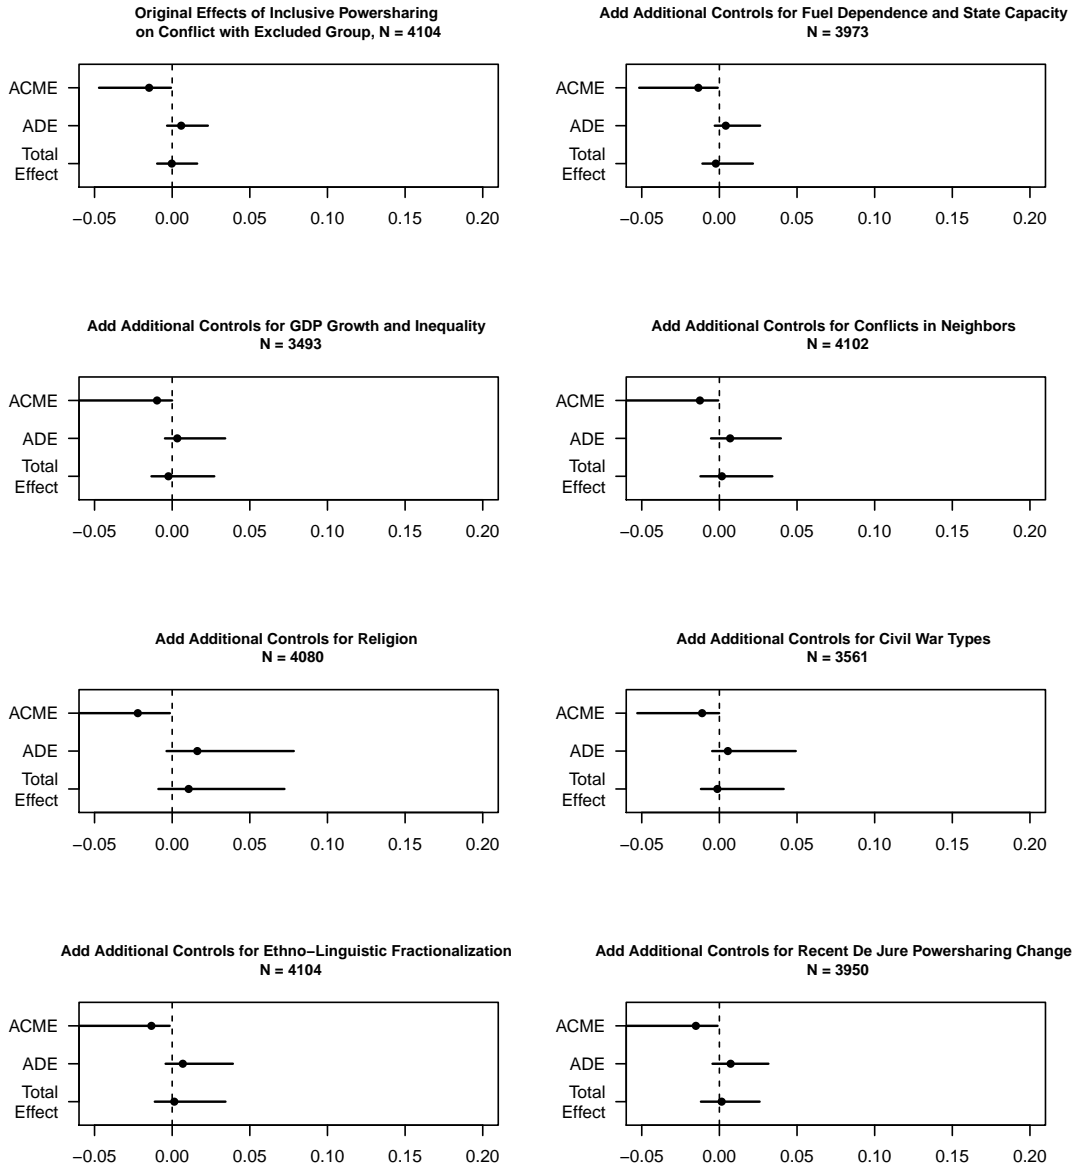 Original Effects of Inclusive Powersharing
on Conflict with Excluded Group, N = 4104
ACME
ADE
Total
Effect
−0.05 0.00 0.05 0.10 0.15 0.20
Add Additional Controls for Fuel Dependence and State Capacity
N = 3973
ACME
ADE
Total
Effect
−0.05 0.00 0.05 0.10 0.15 0.20
Add Additional Controls for GDP Growth and Inequality
N = 3493
ACME
ADE
Total
Effect
−0.05 0.00 0.05 0.10 0.15 0.20
Add Additional Controls for Conflicts in Neighbors
N = 4102
ACME
ADE
Total
Effect
−0.05 0.00 0.05 0.10 0.15 0.20
Add Additional Controls for Religion
N = 4080
ACME
ADE
Total
Effect
−0.05 0.00 0.05 0.10 0.15 0.20
Add Additional Controls for Civil War Types
N = 3561
ACME
ADE
Total
Effect
−0.05 0.00 0.05 0.10 0.15 0.20
Add Additional Controls for Ethno−Linguistic Fractionalization
N = 4104
ACME
ADE
Total
Effect
−0.05 0.00 0.05 0.10 0.15 0.20
Add Additional Controls for Recent De Jure Powersharing Change
N = 3950
ACME
ADE
Total
Effect
−0.05 0.00 0.05 0.10 0.15 0.20